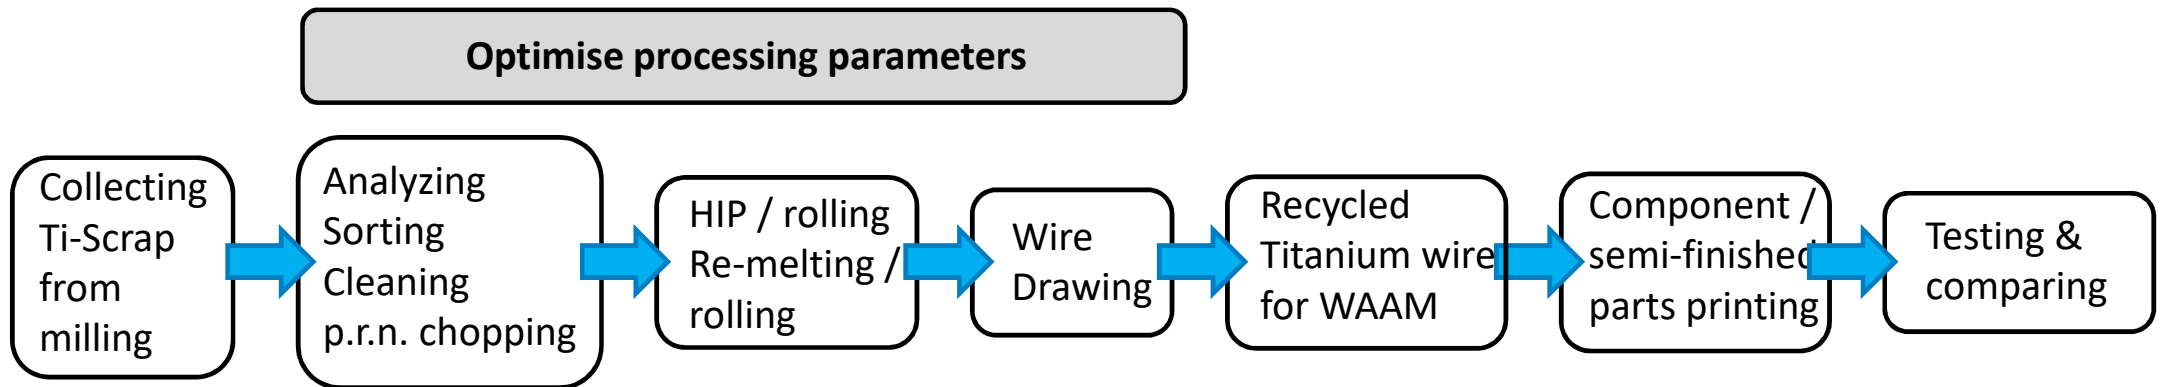 Optimise processing parameters
Collecting
Ti-Scrap
from
milling
Analyzing
Sorting
Cleaning
p.r.n. chopping
HIP / rolling
Re-melting /
rolling
Wire
Drawing
Recycled
Titanium wire
for WAAM
Component /
semi-finished
parts printing
Testing &
comparing